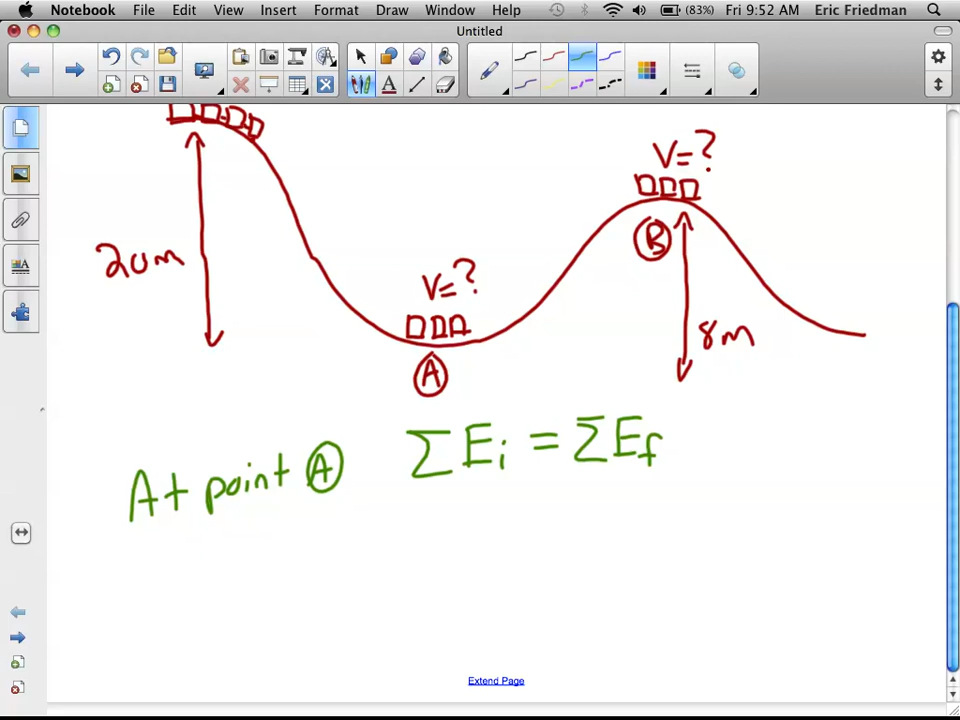 Notebook File Edit View Insert Format Draw Window Help (83%) Fri 9:52 AM Eric Friedman
Untitled
V=?
20m
V=?
B
8m
A
At point A ΣEi = ΣEf
Extend Page